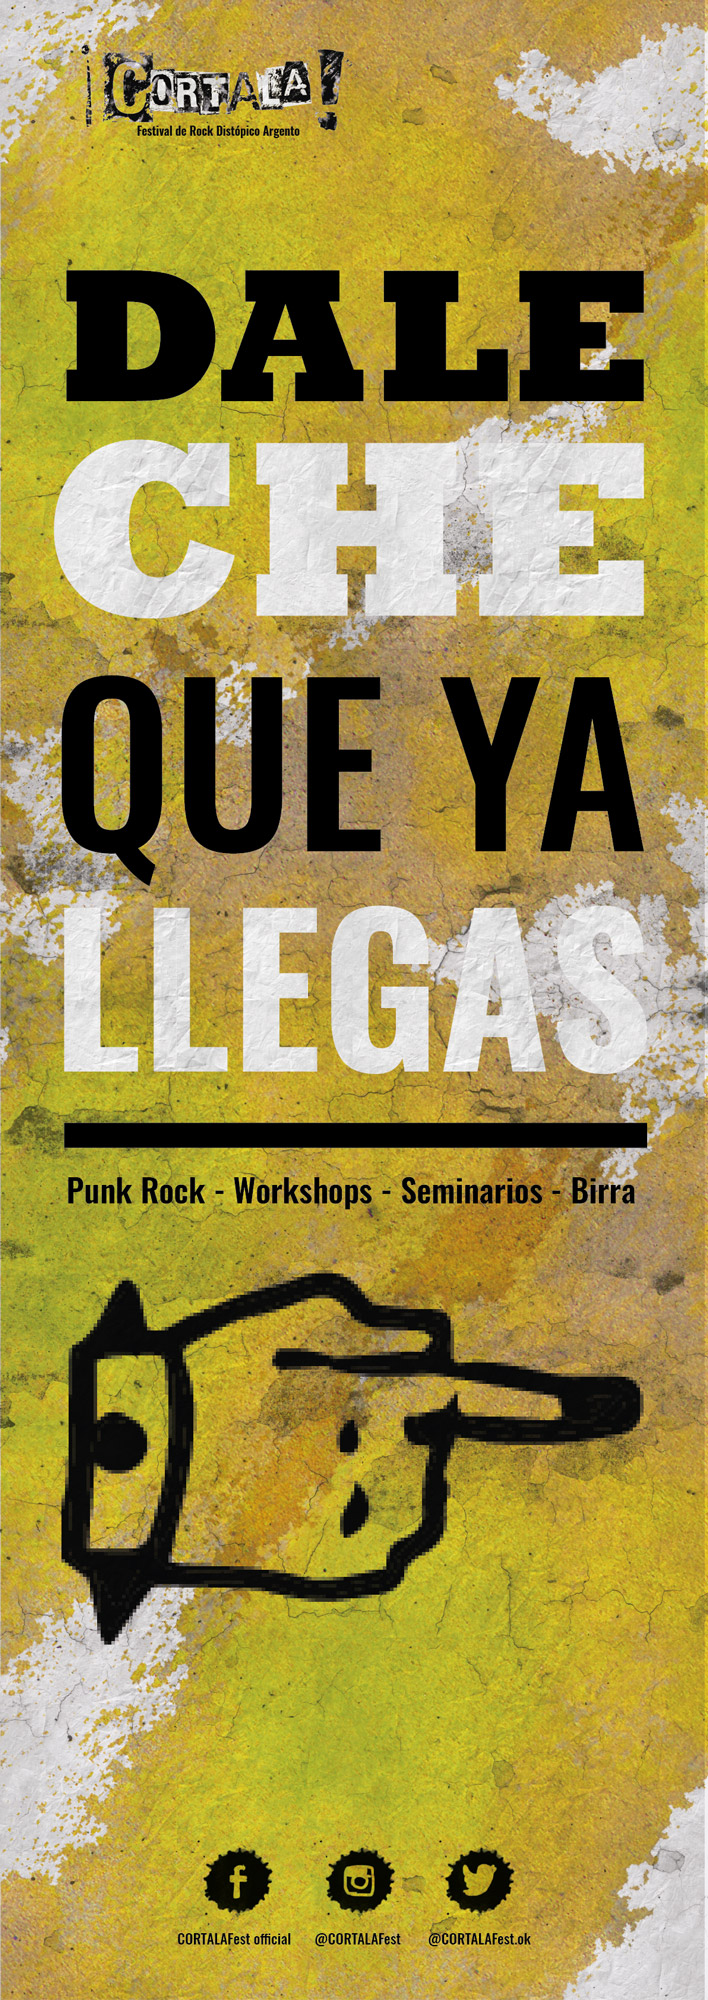 ¡CORTALA!
Festival de Rock Distópico Argento
DALE
CHE
QUE YA
LLEGAS
Punk Rock - Workshops - Seminarios - Birra
CORTALAFest official @CORTALAFest @CORTALAFest.ok